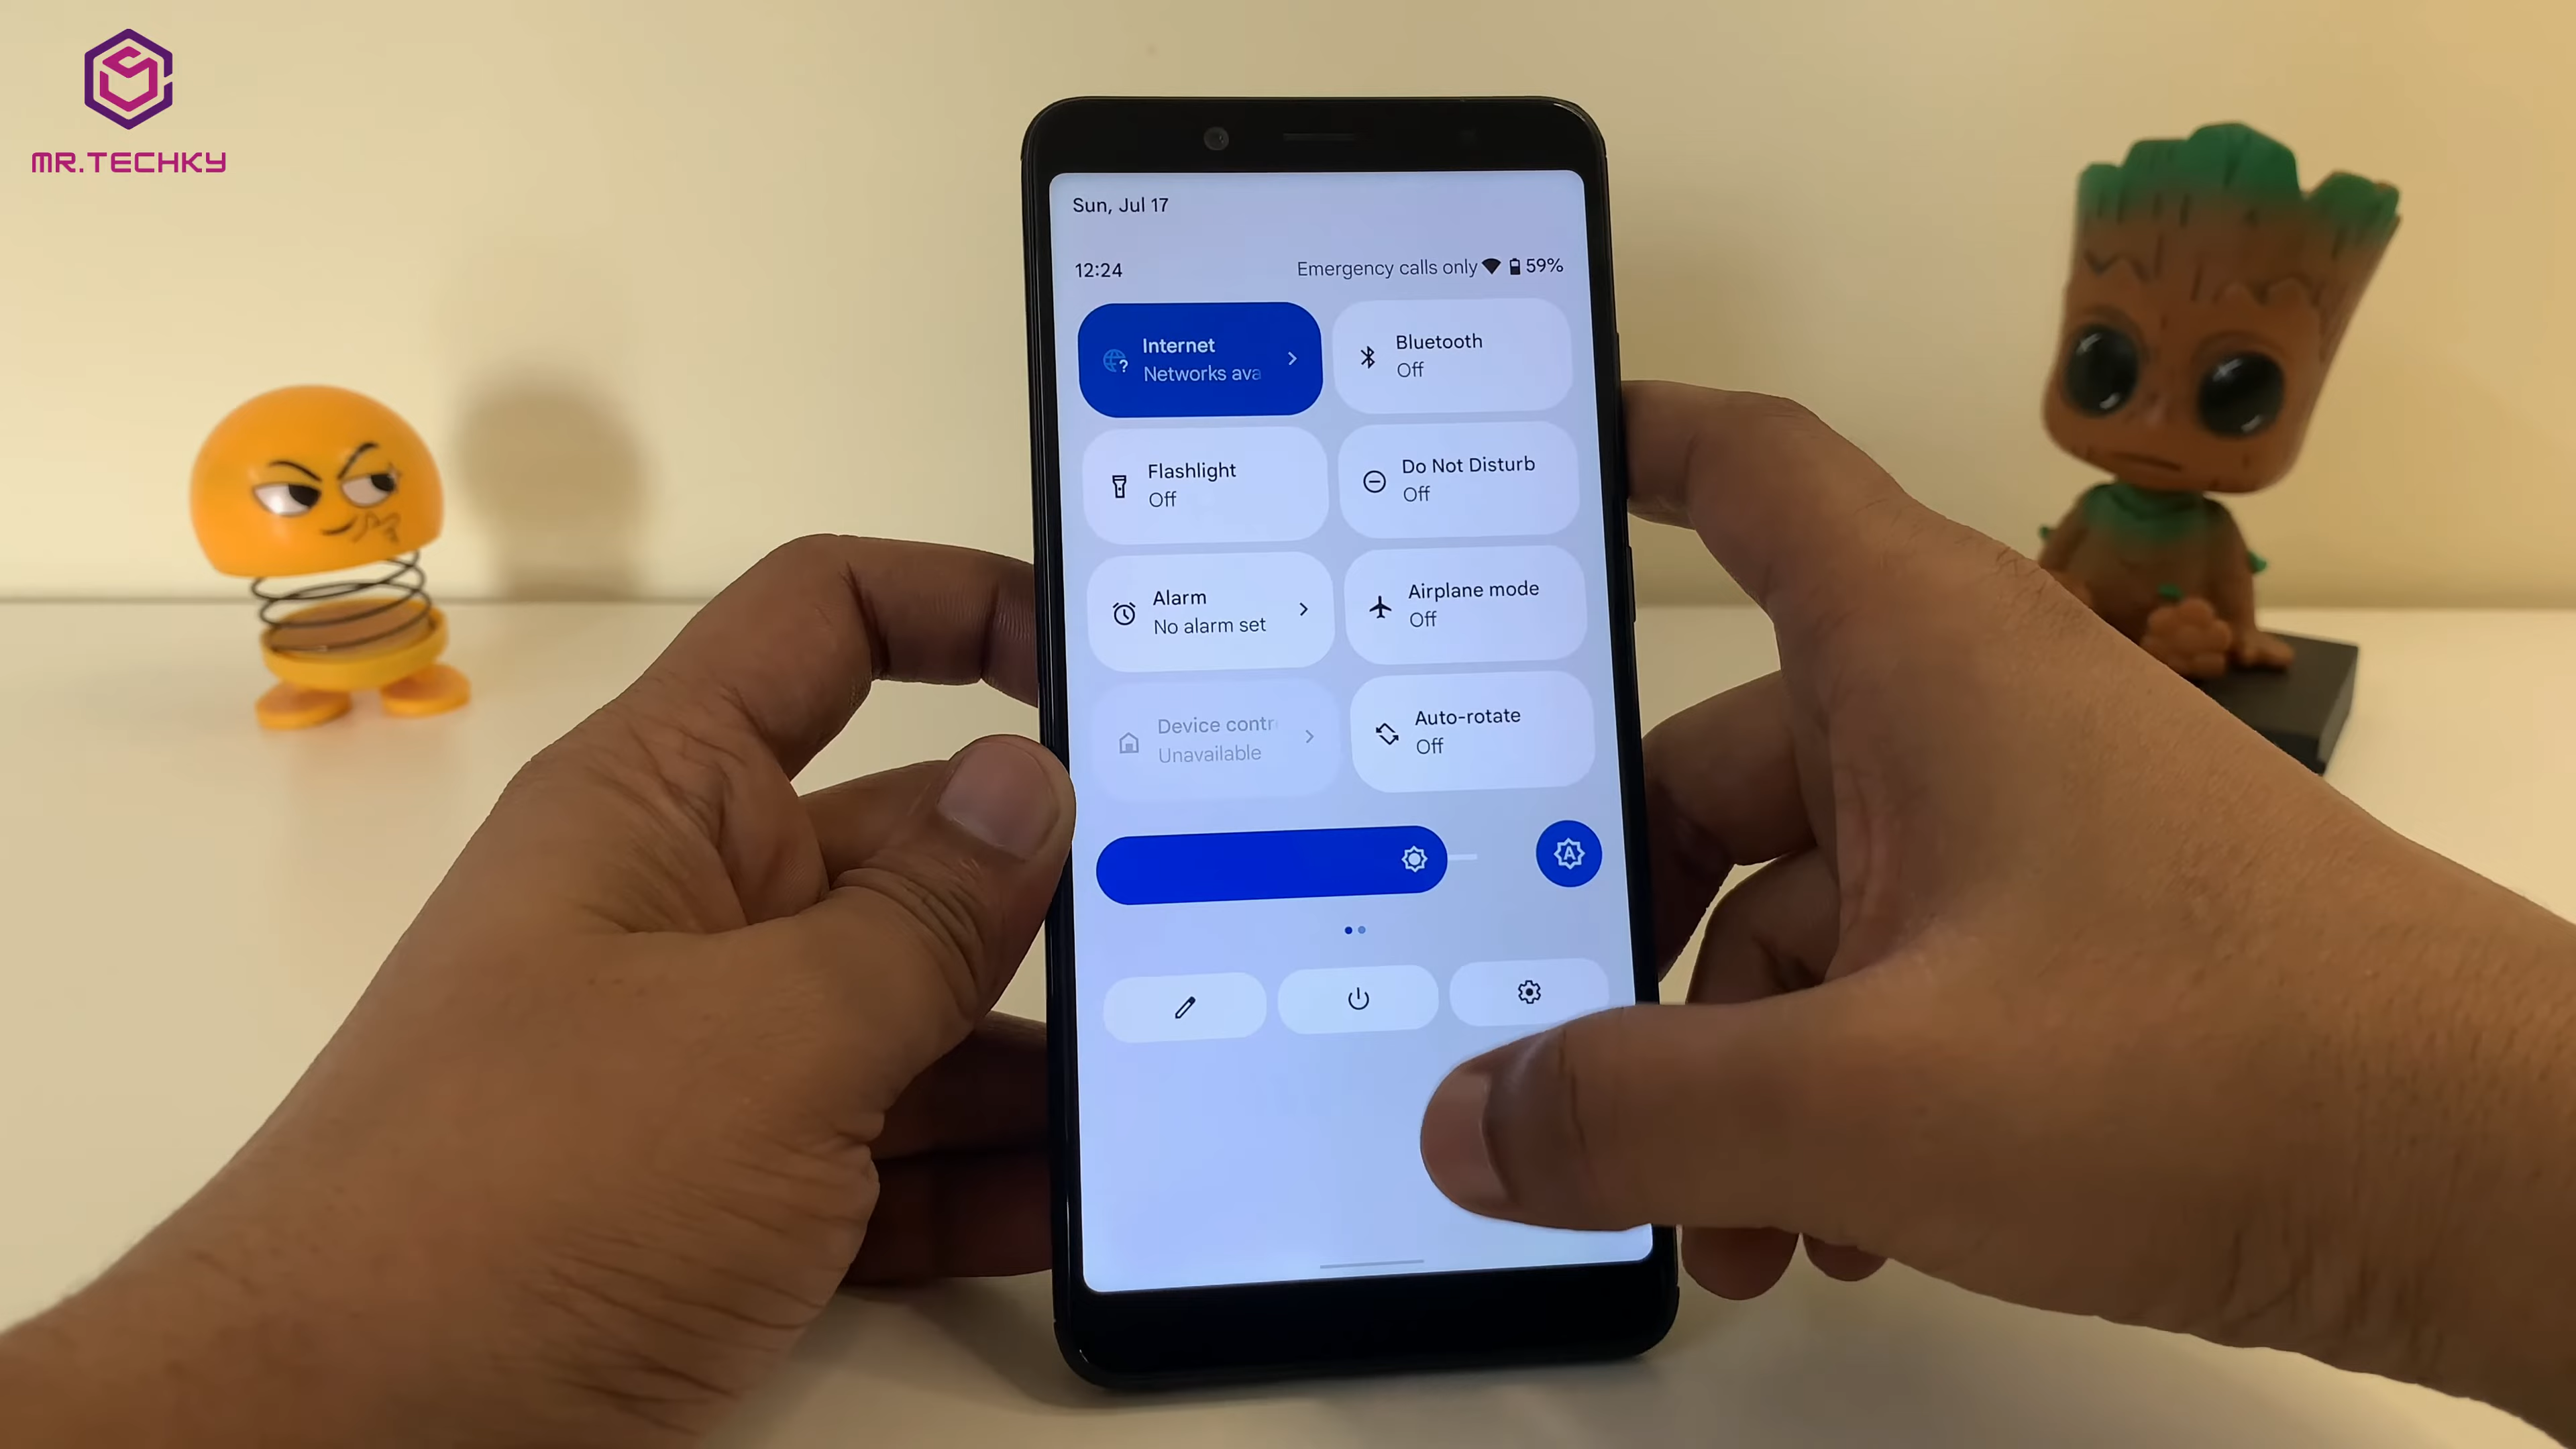 MR.TECHKY
Sun, Jul 17
12:24
Emergency calls only 59%
Internet
Networks ava
Bluetooth
Off
Flashlight
Off
Do Not Disturb
Off
Alarm
No alarm set
Airplane mode
Off
Device contr
Unavailable
Auto-rotate
Off
A